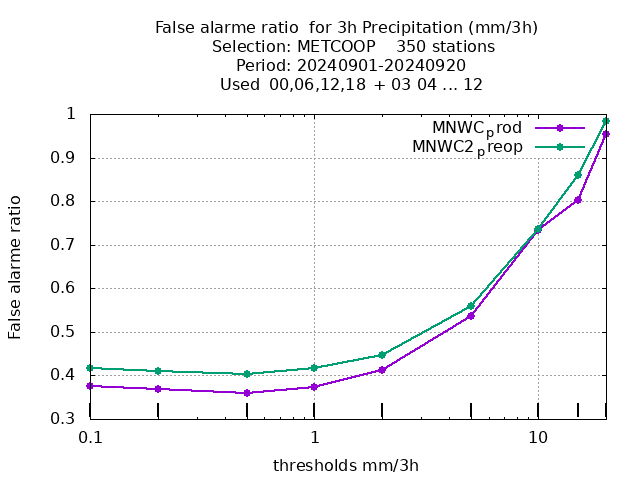 False alarme ratio for 3h Precipitation (mm/3h)
Selection: METCOOP 350 stations
Period: 20240901-20240920
Used 00,06,12,18 + 03 04 ... 12
MNWCprod
MNWC2preop
1
0.9
0.8
0.7
0.6
0.5
0.4
0.3
False alarme ratio
0.1 1 10
thresholds mm/3h